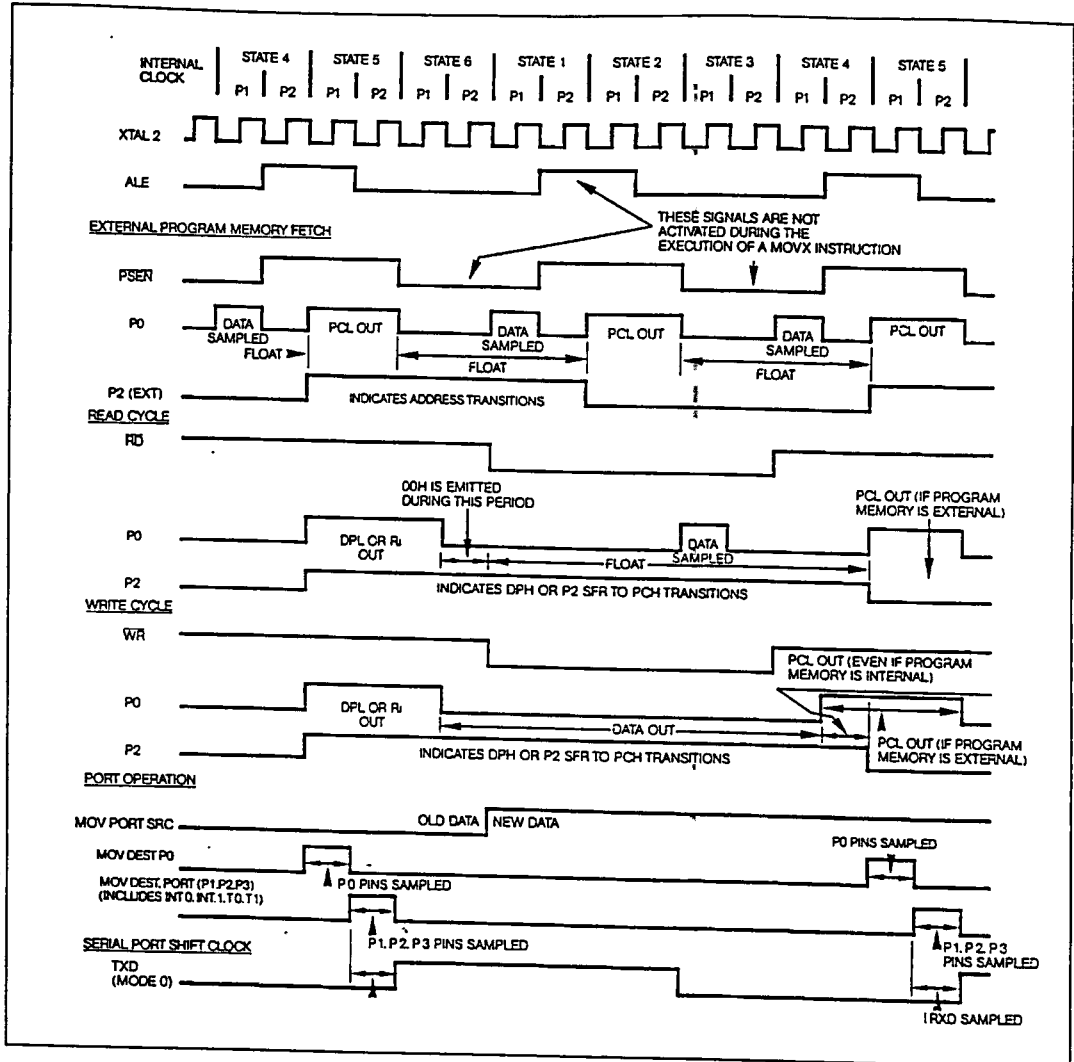 INTERNAL CLOCK
STATE 4 STATE 5 STATE 6 STATE 1 STATE 2 STATE 3 STATE 4 STATE 5
P1 P2 P1 P2 P1 P2 P1 P2 P1 P2 P1 P2 P1 P2 P1 P2
XTAL 2
ALE
THESE SIGNALS ARE NOT
ACTIVATED DURING THE
EXECUTION OF A MOVX INSTRUCTION
EXTERNAL PROGRAM MEMORY FETCH
PSEN
P0
DATA SAMPLED
PCL OUT
DATA SAMPLED
PCL OUT
DATA SAMPLED
PCL OUT
FLOAT
FLOAT
FLOAT
P2 (EXT)
INDICATES ADDRESS TRANSITIONS
READ CYCLE
RD
00H IS EMITTED
DURING THIS PERIOD
PCL OUT (IF PROGRAM
MEMORY IS EXTERNAL)
P0
DPL OR Ri
OUT
DATA
SAMPLED
FLOAT
P2
INDICATES DPH OR P2 SFR TO PCH TRANSITIONS
WRITE CYCLE
WR
PCL OUT (EVEN IF PROGRAM
MEMORY IS INTERNAL)
P0
DPL OR Ri
OUT
DATA OUT
PCL OUT (IF PROGRAM
MEMORY IS EXTERNAL)
P2
INDICATES DPH OR P2 SFR TO PCH TRANSITIONS
PORT OPERATION
MOV PORT SRC
OLD DATA NEW DATA
P0 PINS SAMPLED
MOV DEST P0
P0 PINS SAMPLED
MOV DEST. PORT (P1.P2.P3)
(INCLUDES INT0.INT.1.T0.T1)
P1. P2. P3 PINS SAMPLED
P1. P2. P3
PINS SAMPLED
SERIAL PORT SHIFT CLOCK
TXD
(MODE 0)
RXD SAMPLED